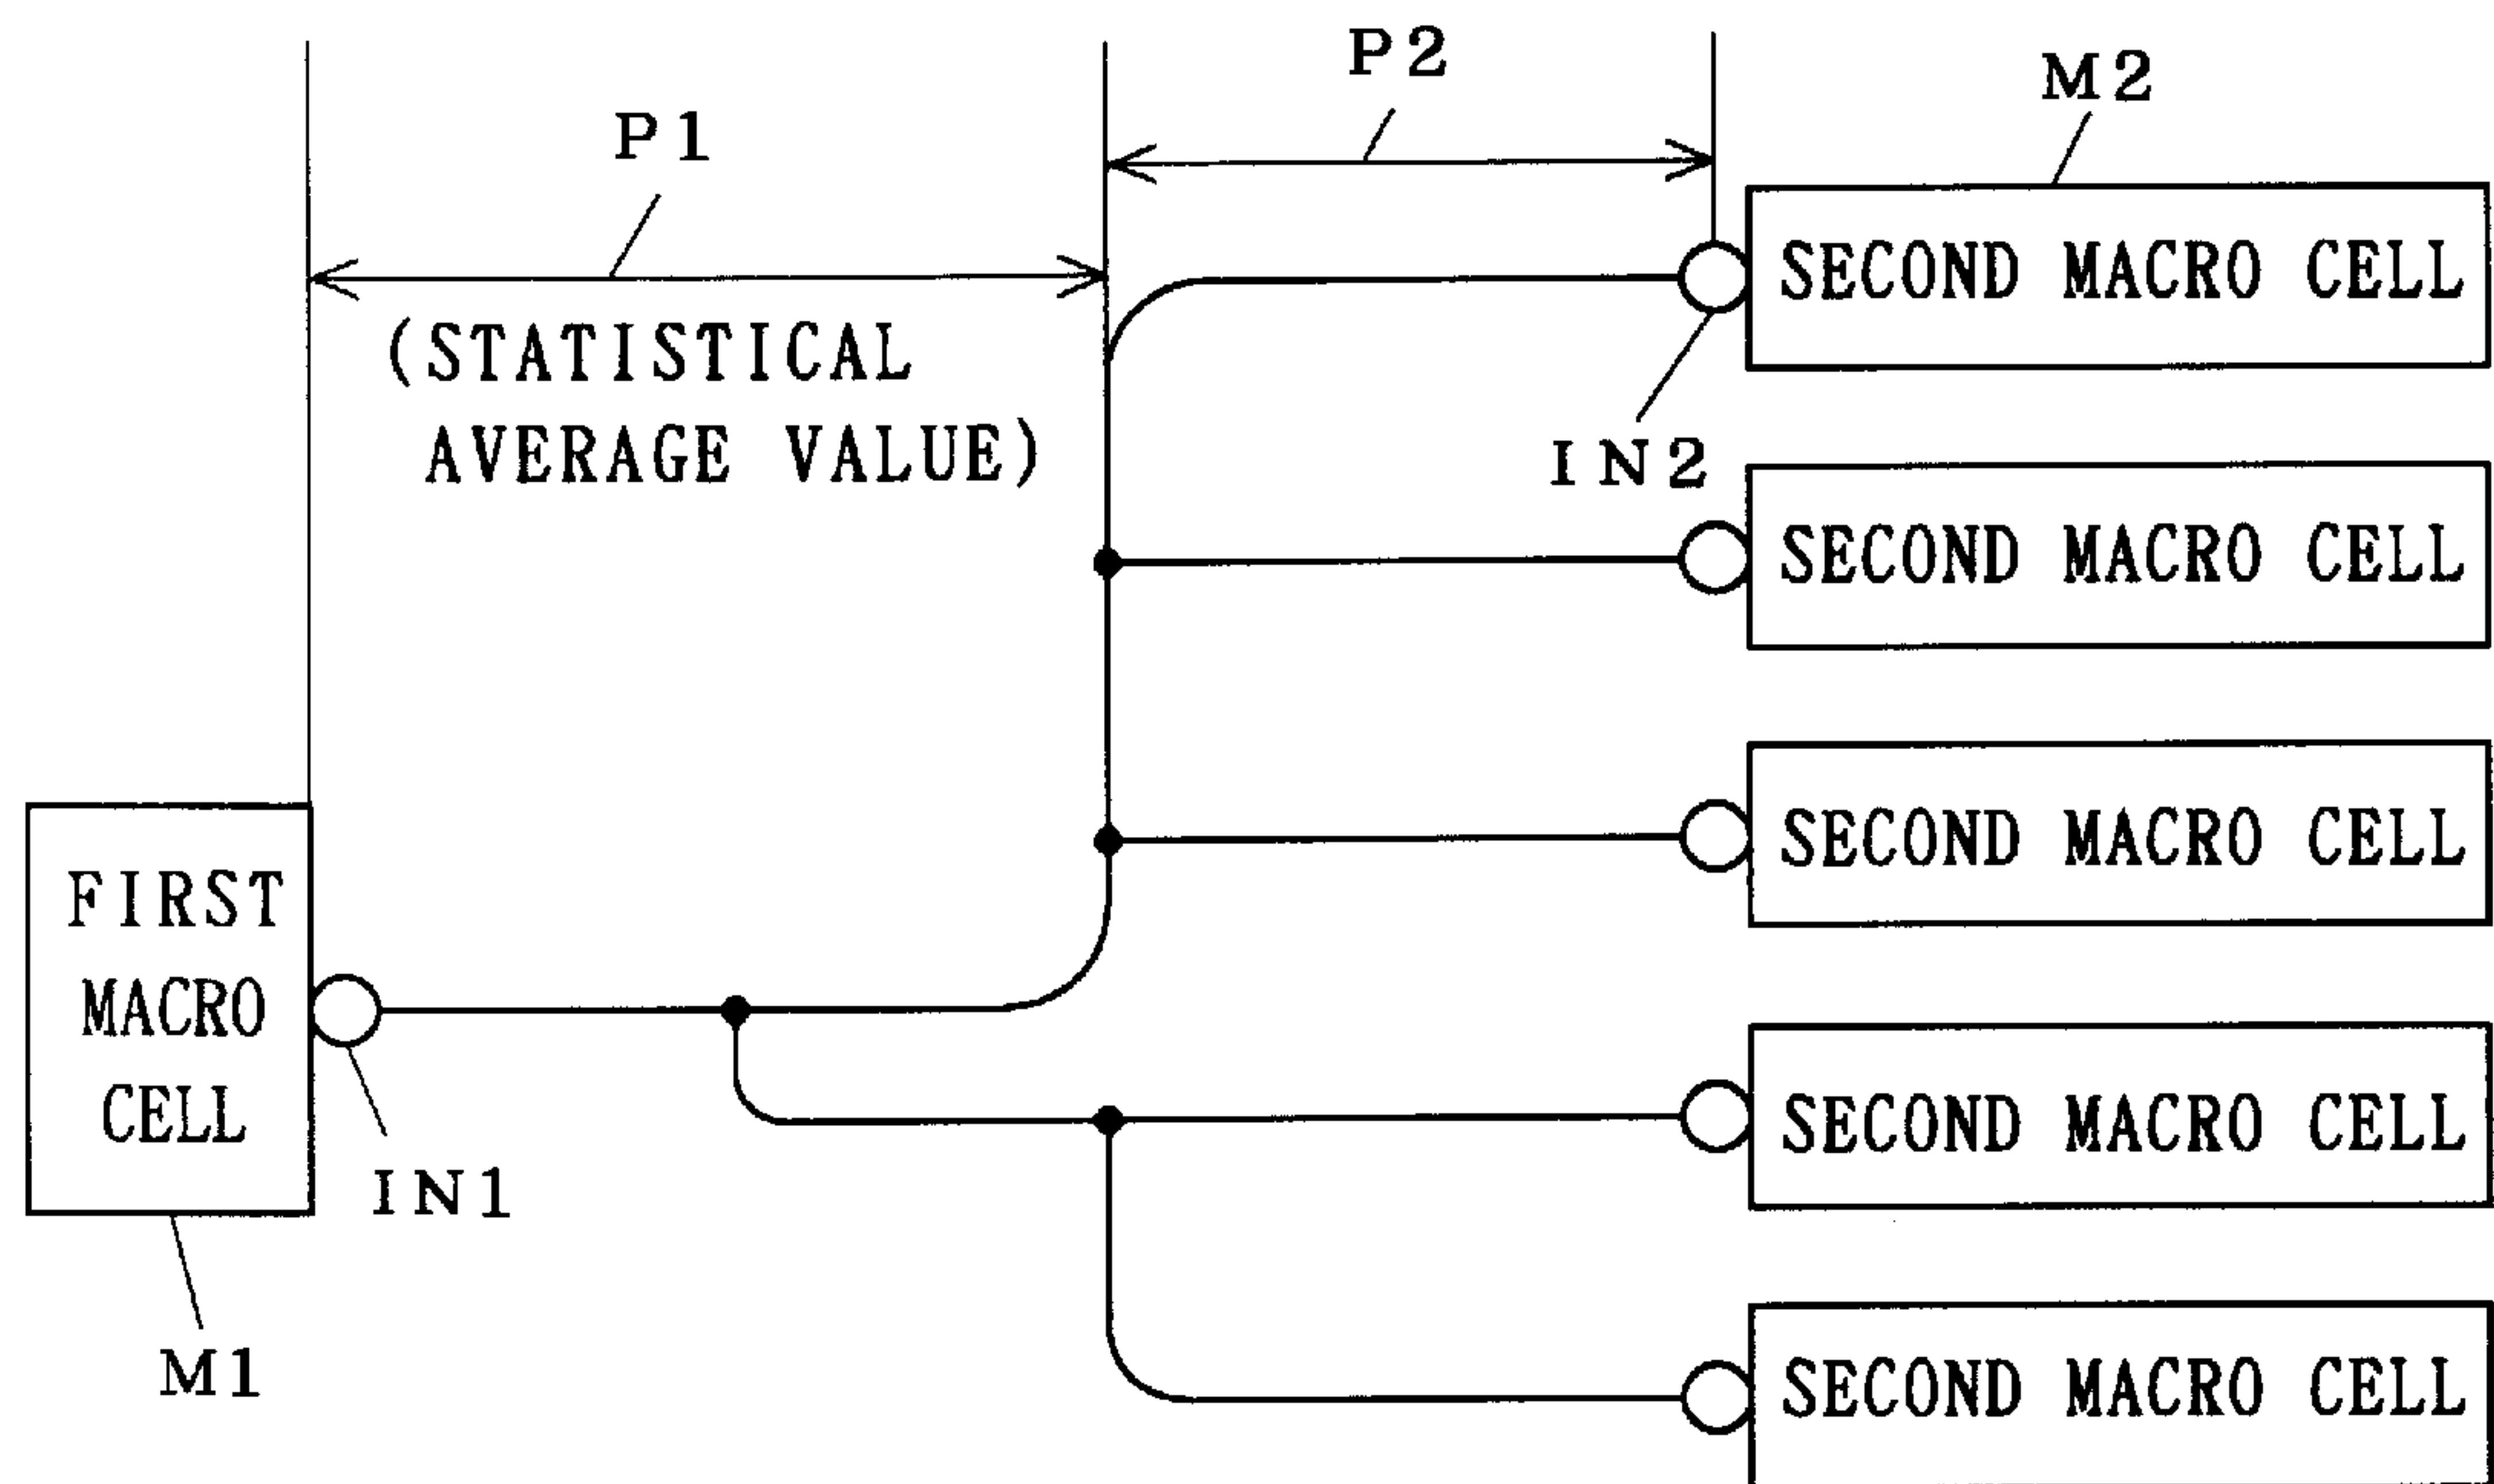 P2
M2
P1
SECOND MACRO CELL
(STATISTICAL
AVERAGE VALUE)
IN2
SECOND MACRO CELL
SECOND MACRO CELL
FIRST
MACRO
CELL
SECOND MACRO CELL
IN1
M1
SECOND MACRO CELL